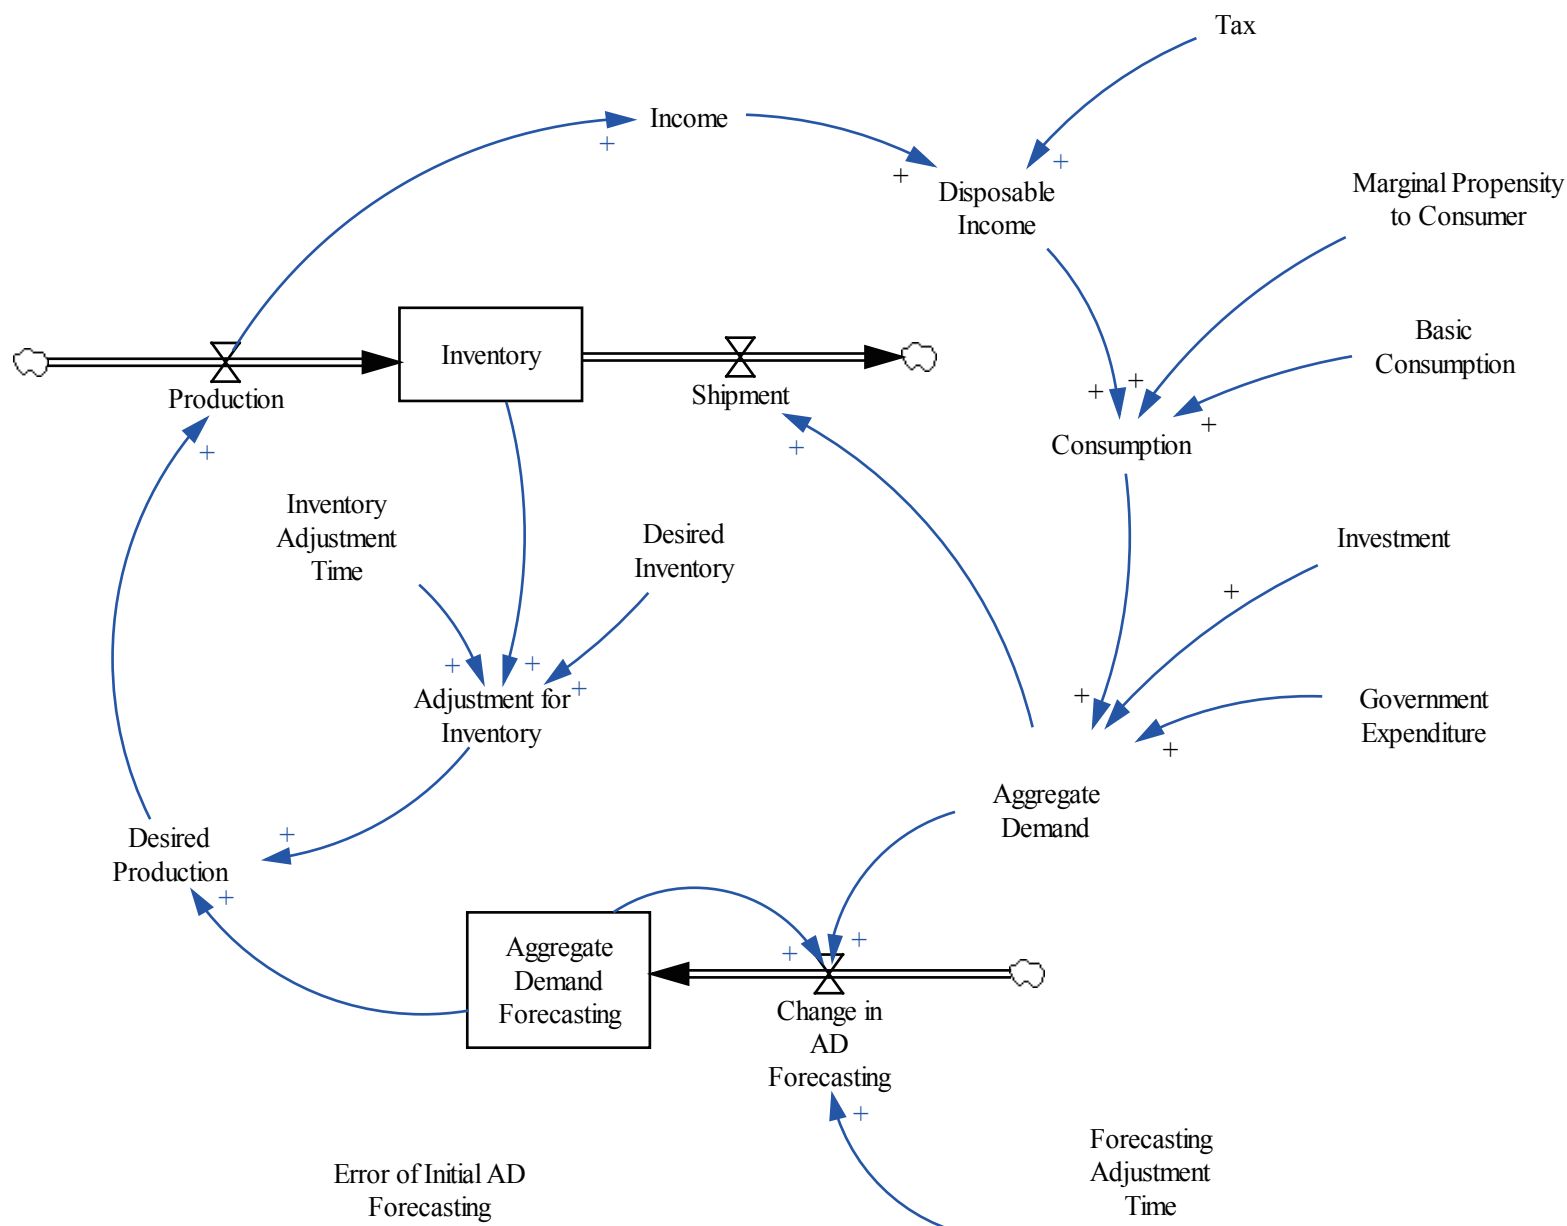 Tax
Income
+
+
+
Disposable
Income
Marginal Propensity
to Consumer
Basic
Consumption
Inventory
Production
Shipment
+
+
+
+
+
Consumption
Inventory
Adjustment
Time
Desired
Inventory
Investment
+
+
+
+
Adjustment for
Inventory
+
Government
Expenditure
+
Aggregate
Demand
Desired
Production
+
+
Aggregate
Demand
Forecasting
+
+
Change in
AD
Forecasting
+
Forecasting
Adjustment
Time
Error of Initial AD
Forecasting